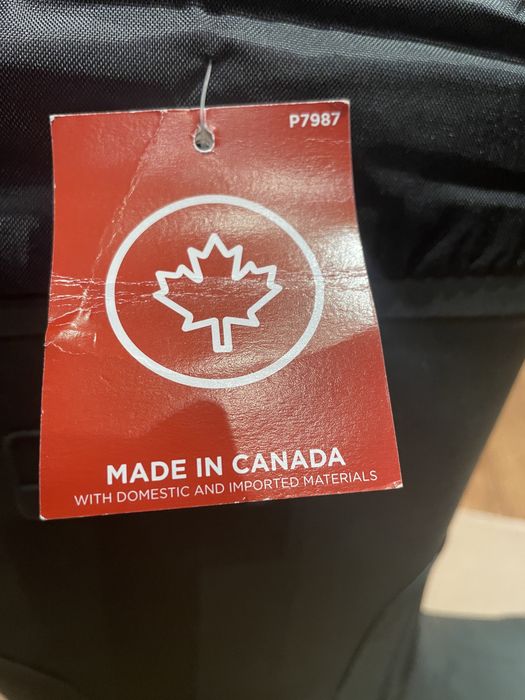 P7987
MADE IN CANADA
WITH DOMESTIC AND IMPORTED MATERIALS